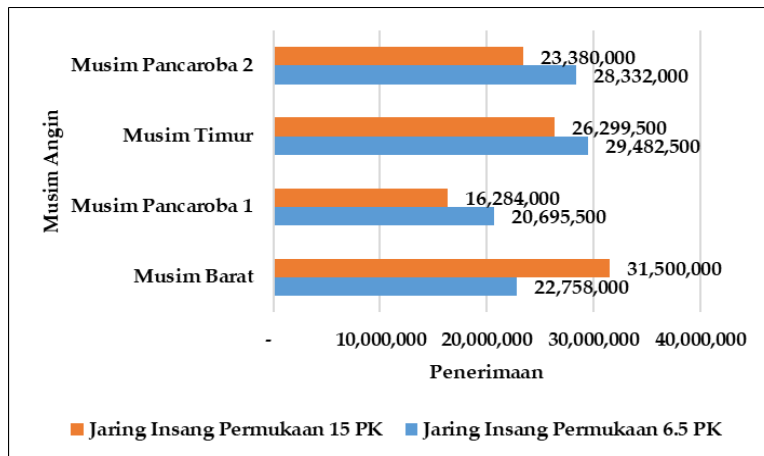 Musim Angin
Musim Pancaroba 2
23,380,000
28,332,000
Musim Timur
26,299,500
29,482,500
Musim Pancaroba 1
16,284,000
20,695,500
Musim Barat
31,500,000
22,758,000
- 10,000,000 20,000,000 30,000,000 40,000,000
Penerimaan
Jaring Insang Permukaan 15 PK Jaring Insang Permukaan 6.5 PK